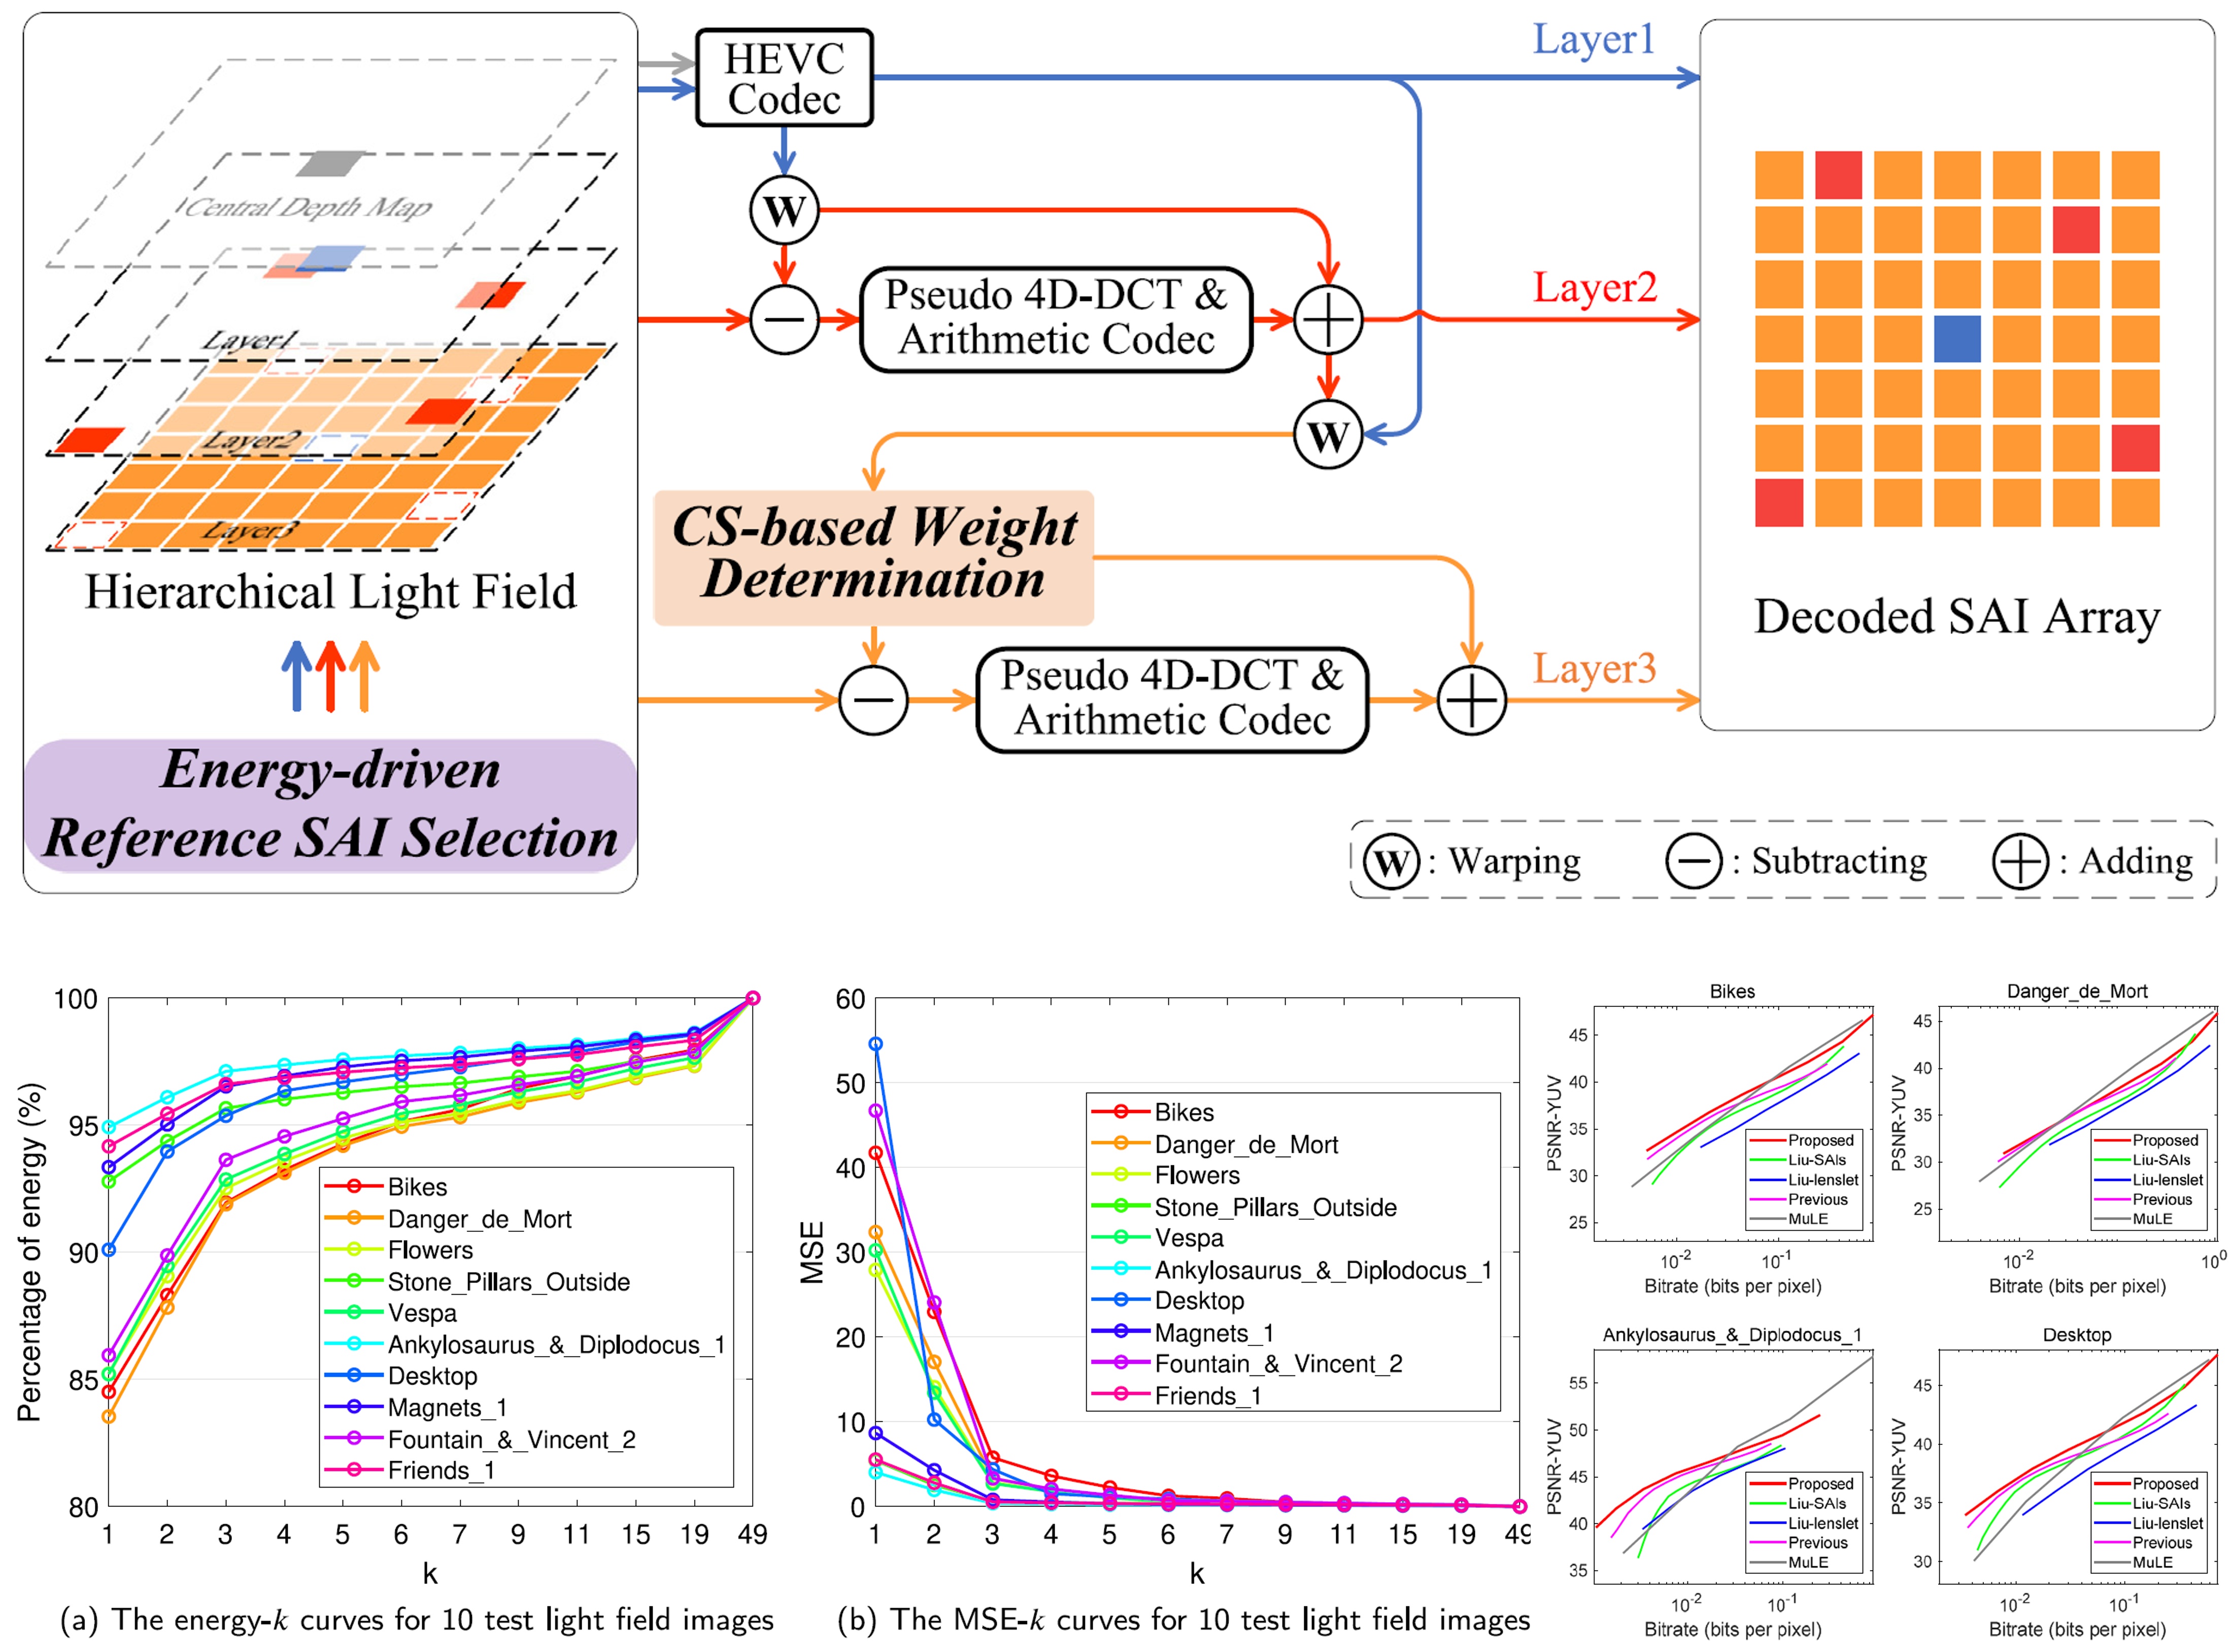 HEVC
Codec
Layer1
Central Depth Map
W
Pseudo 4D-DCT &
Arithmetic Codec
Layer2
Layer1
Layer2
Layer3
W
CS-based Weight
Determination
Hierarchical Light Field
Decoded SAI Array
Pseudo 4D-DCT &
Arithmetic Codec
Layer3
Energy-driven
Reference SAI Selection
W : Warping
− : Subtracting
+ : Adding
100
95
90
85
80
Percentage of energy (%)
Bikes
Danger_de_Mort
Flowers
Stone_Pillars_Outside
Vespa
Ankylosaurus_&_Diplodocus_1
Desktop
Magnets_1
Fountain_&_Vincent_2
Friends_1
1 2 3 4 5 6 7 9 11 15 19 49
k
(a) The energy-k curves for 10 test light field images
60
50
40
30
20
10
0
MSE
Bikes
Danger_de_Mort
Flowers
Stone_Pillars_Outside
Vespa
Ankylosaurus_&_Diplodocus_1
Desktop
Magnets_1
Fountain_&_Vincent_2
Friends_1
1 2 3 4 5 6 7 9 11 15 19 49
k
(b) The MSE-k curves for 10 test light field images
Bikes
45
40
35
30
25
PSNR-YUV
Proposed
Liu-SAIs
Liu-lenslet
Previous
MuLE
10^-2 10^-1
Bitrate (bits per pixel)
Danger_de_Mort
45
40
35
30
25
PSNR-YUV
Proposed
Liu-SAIs
Liu-lenslet
Previous
MuLE
10^-2 10^-1 10^0
Bitrate (bits per pixel)
Ankylosaurus_&_Diplodocus_1
55
50
45
40
35
PSNR-YUV
Proposed
Liu-SAIs
Liu-lenslet
Previous
MuLE
10^-2 10^-1
Bitrate (bits per pixel)
Desktop
45
40
35
30
PSNR-YUV
Proposed
Liu-SAIs
Liu-lenslet
Previous
MuLE
10^-2 10^-1
Bitrate (bits per pixel)